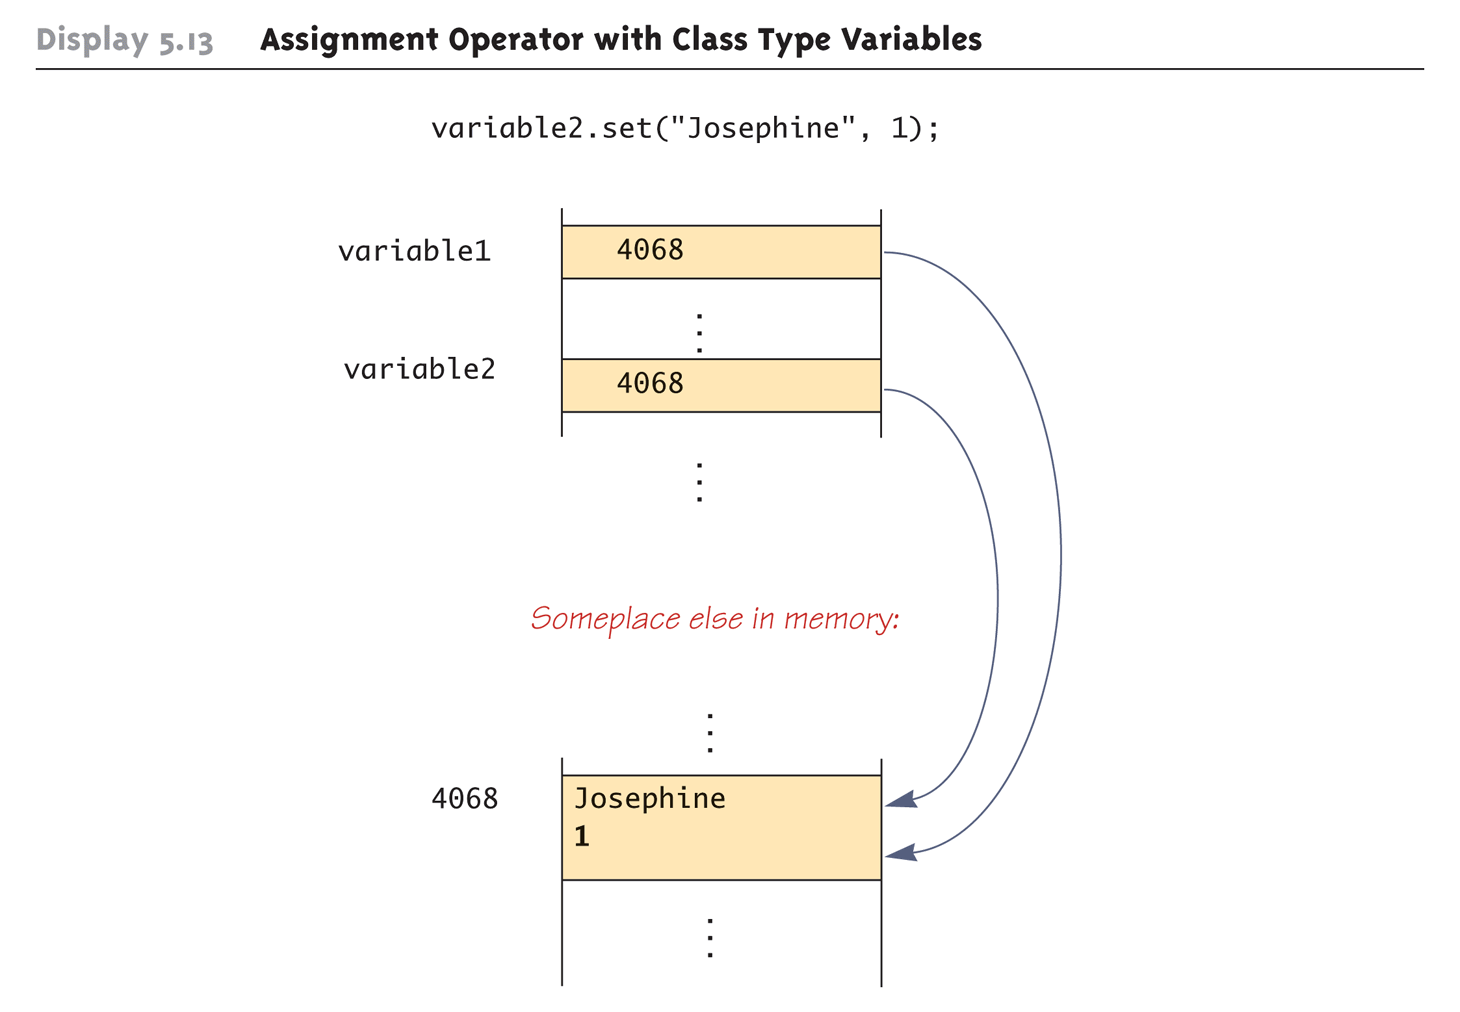 Display 5.13 Assignment Operator with Class Type Variables
variable2.set("Josephine", 1);
variable1 4068
variable2 4068
Someplace else in memory:
4068 Josephine
1